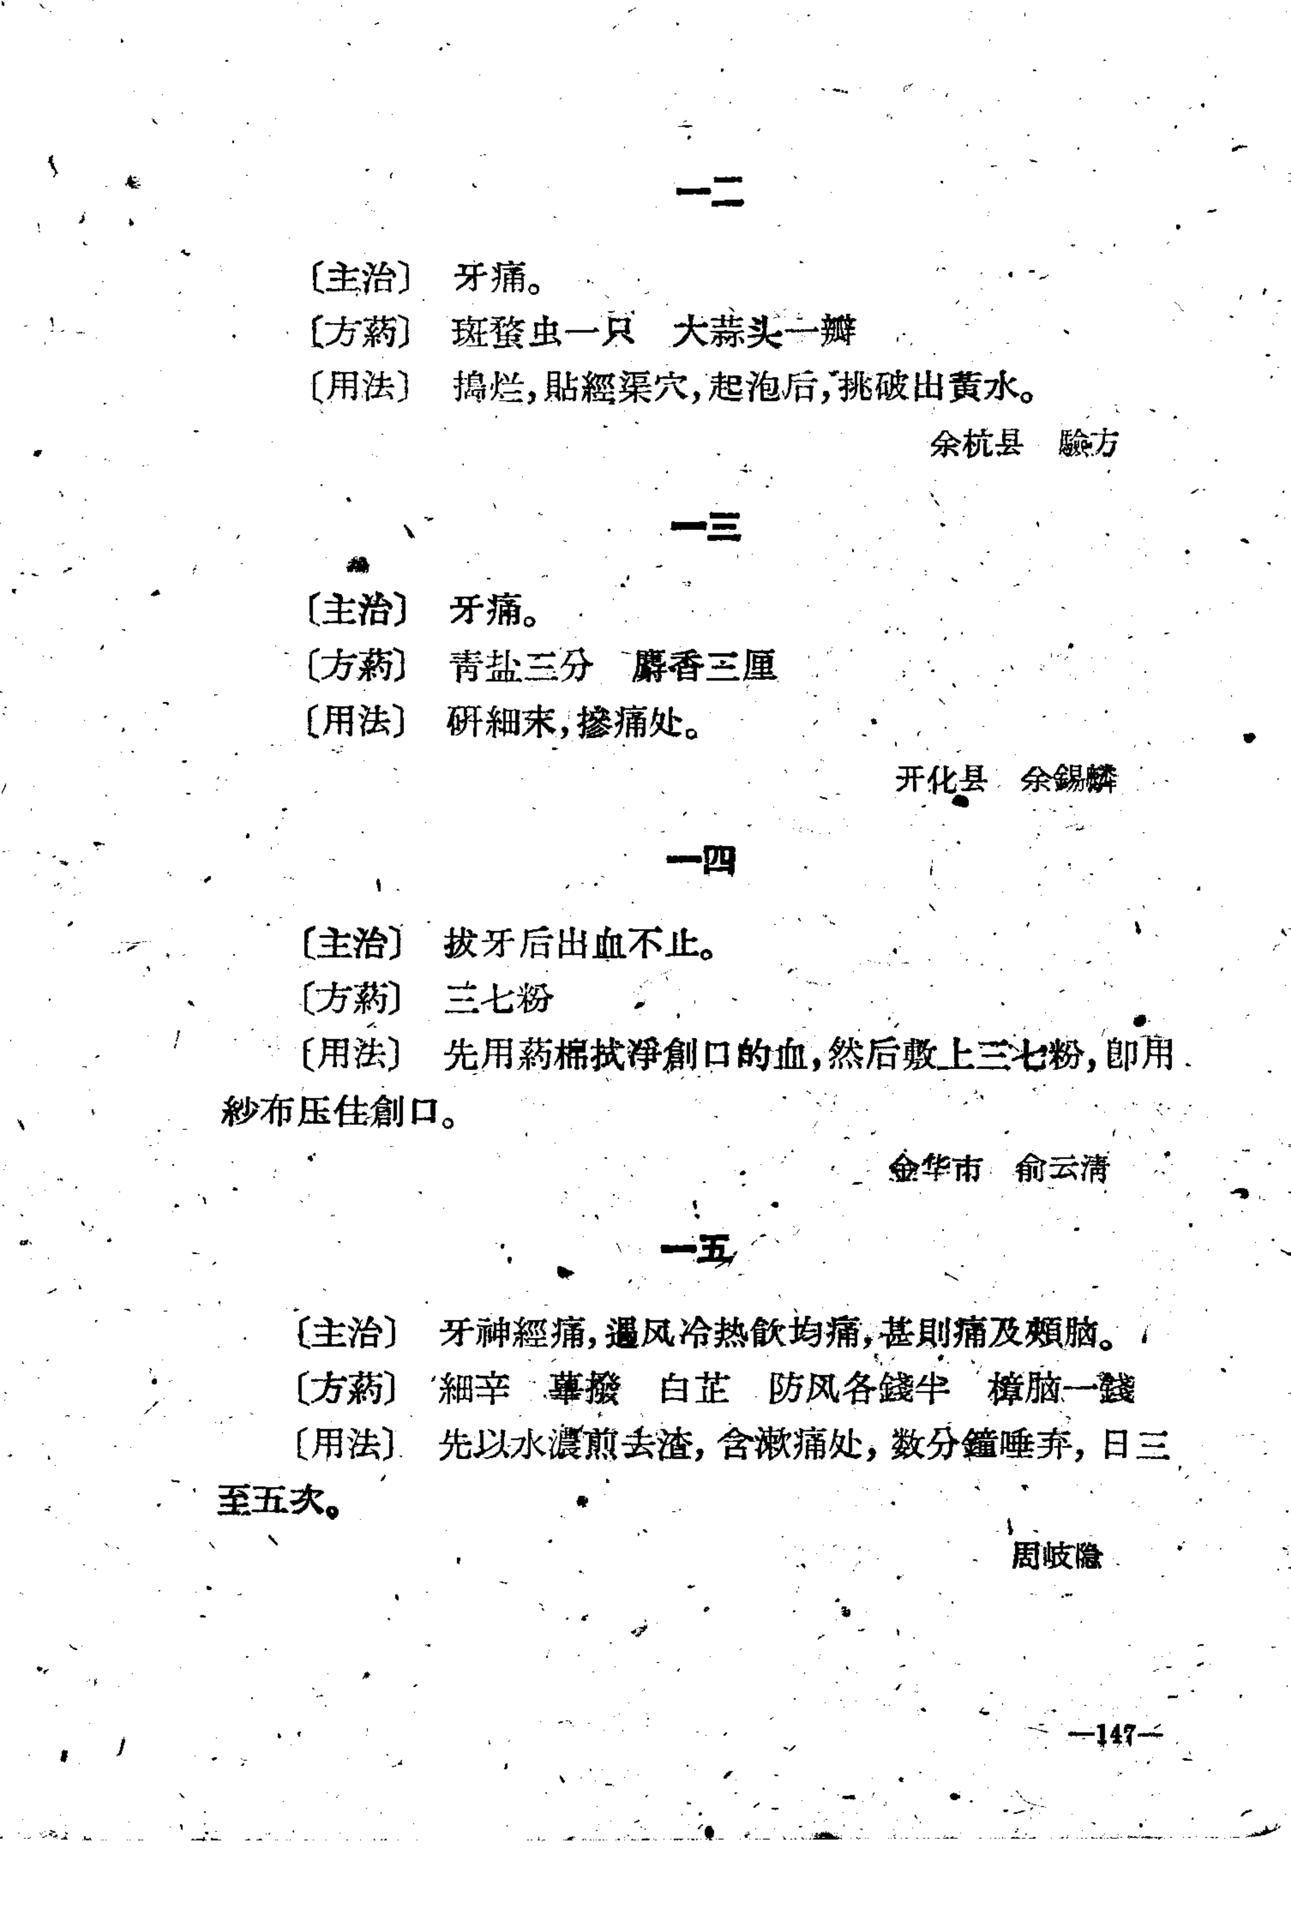 一二
〔主治〕 牙痛。
〔方葯〕 斑蝥虫一只 大蒜头一瓣
〔用法〕 搗烂,貼經渠穴,起泡后,挑破出黄水。
余杭县 驗方
一三
〔主治〕 牙痛。
〔方葯〕 青盐三分 麝香三厘
〔用法〕 研細末,摻痛处。
开化县 余錫麟
一四
〔主治〕 拔牙后出血不止。
〔方葯〕 三七粉
〔用法〕 先用葯棉拭凈創口的血,然后敷上三七粉,卽用
紗布压住創口。
金华市 俞云清
一五
〔主治〕 牙神經痛,遇风冷热飮均痛,甚則痛及頰脑。
〔方葯〕 細辛 蓽撥 白芷 防风各錢半 樟脑一錢
〔用法〕 先以水濃煎去渣,含漱痛处,数分鐘唾弃,日三
至五次。
周岐隐
—147—